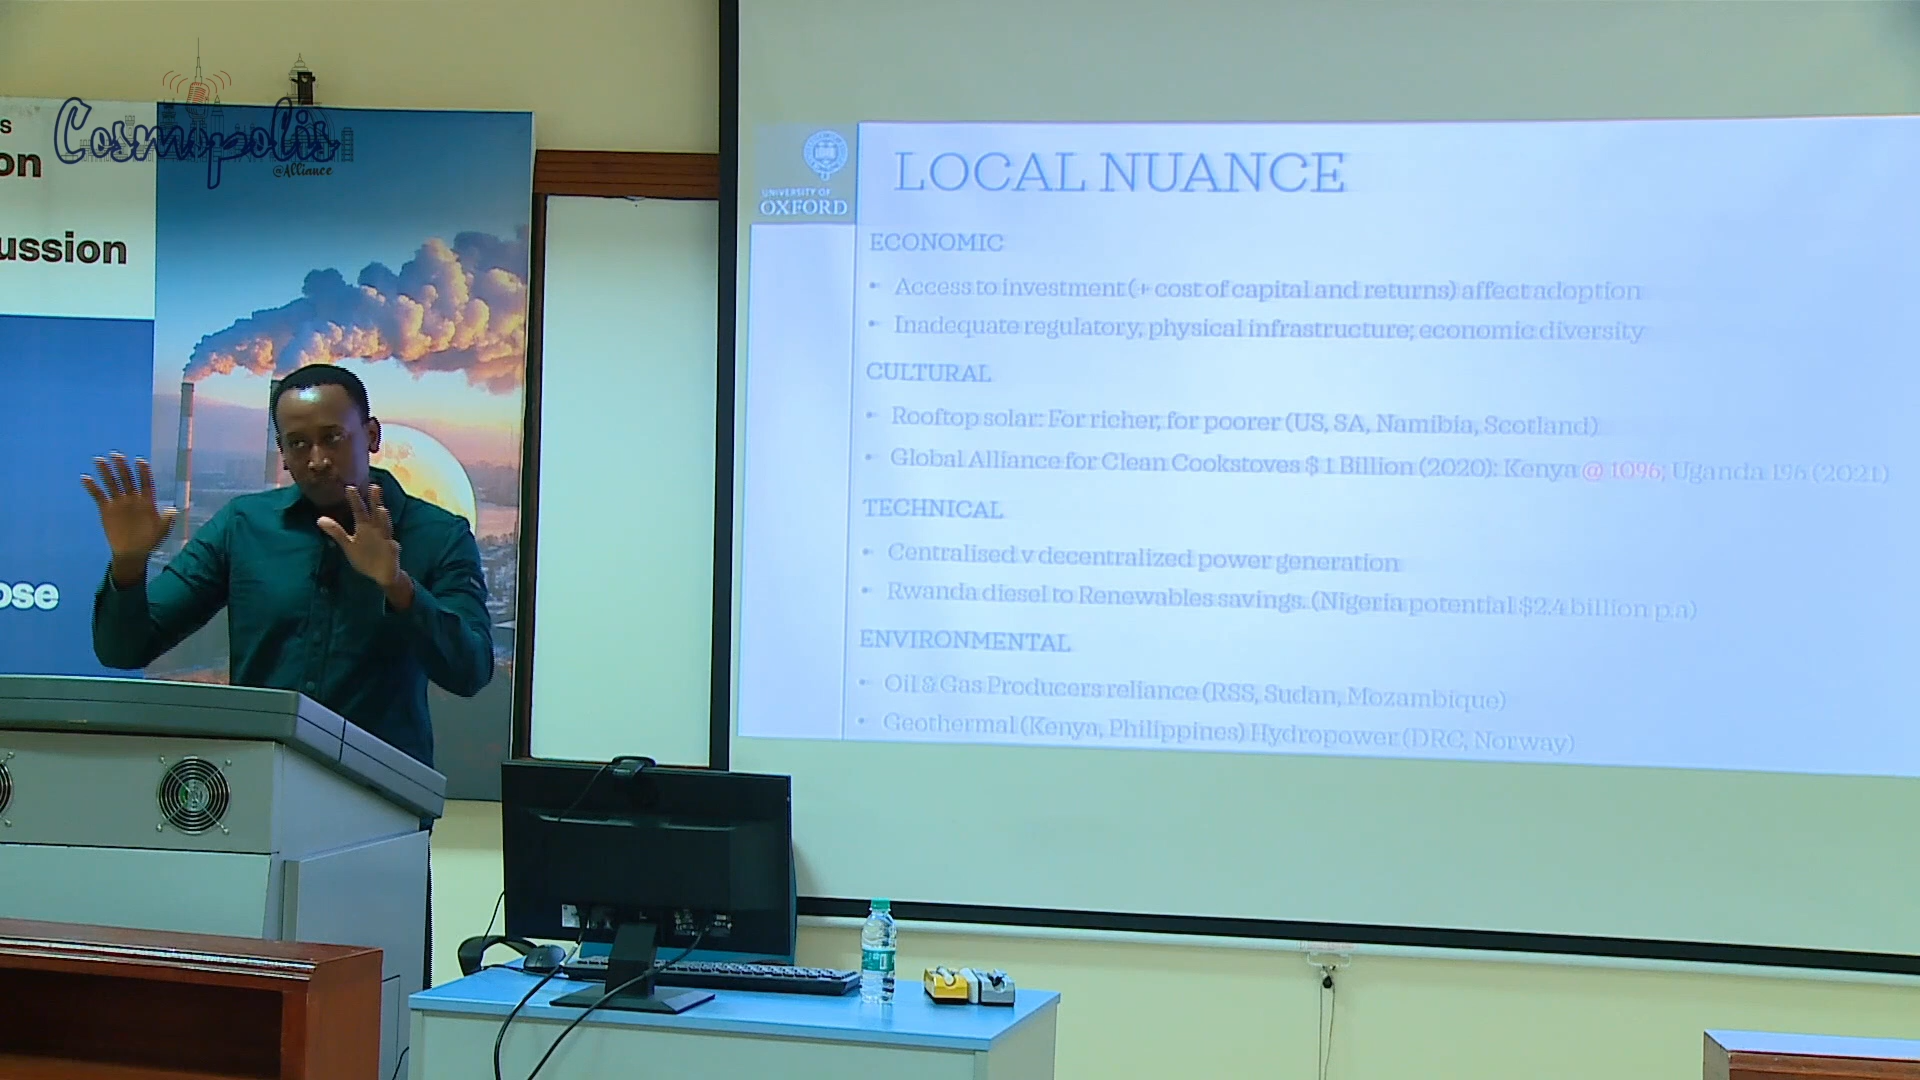 Cosmopolis
@Alliance
s
on
ussion
ose
UNIVERSITY OF
OXFORD
LOCAL NUANCE
ECONOMIC
• Access to investment (+ cost of capital and returns) affect adoption
• Inadequate regulatory, physical infrastructure; economic diversity
CULTURAL
• Rooftop solar: For richer, for poorer (US, SA, Namibia, Scotland)
• Global Alliance for Clean Cookstoves $ 1 Billion (2020): Kenya @ 10%; Uganda 1% (2021)
TECHNICAL
• Centralised v decentralized power generation
• Rwanda diesel to Renewables savings. (Nigeria potential $2.4 billion p.a)
ENVIRONMENTAL
• Oil & Gas Producers reliance (RSS, Sudan, Mozambique)
• Geothermal (Kenya, Philippines) Hydropower (DRC, Norway)